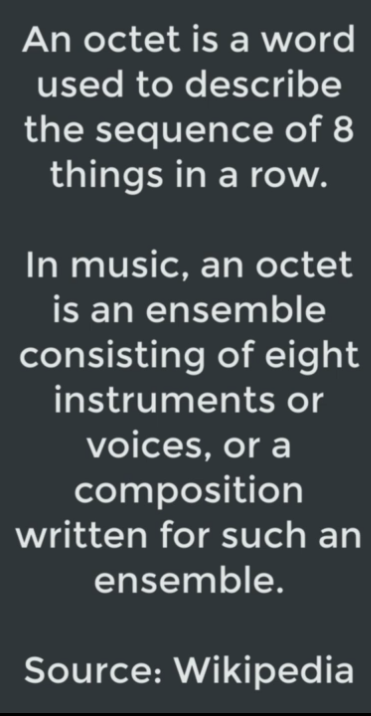 An octet is a word
used to describe
the sequence of 8
things in a row.
In music, an octet
is an ensemble
consisting of eight
instruments or
voices, or a
composition
written for such an
ensemble.
Source: Wikipedia